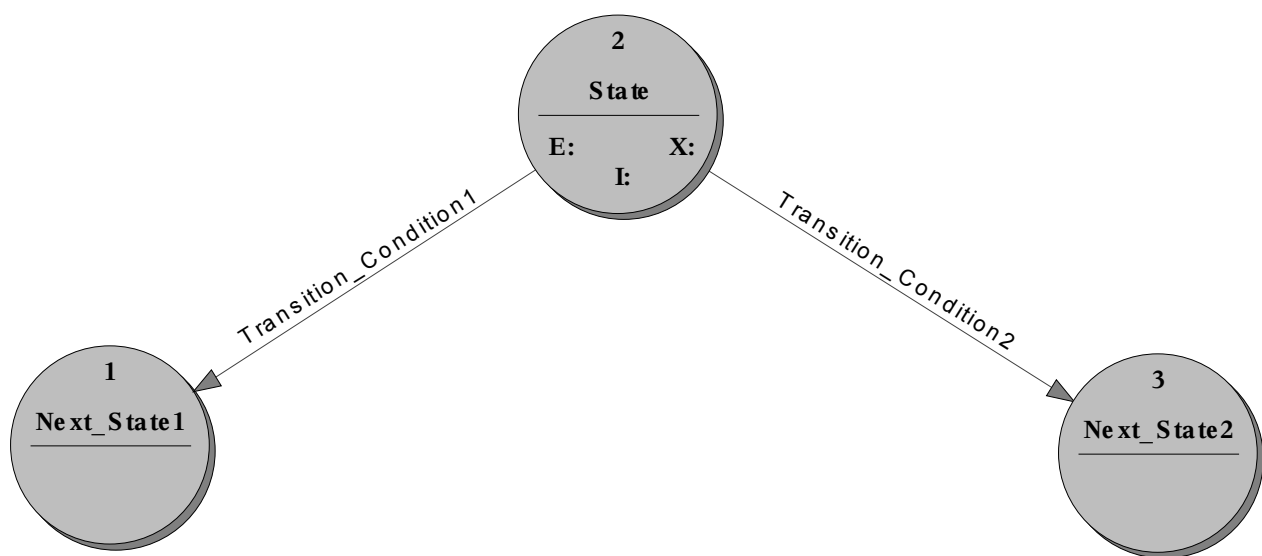 2
State
E: X:
I:
Transition_Condition1
Transition_Condition2
1
Next_State1
3
Next_State2